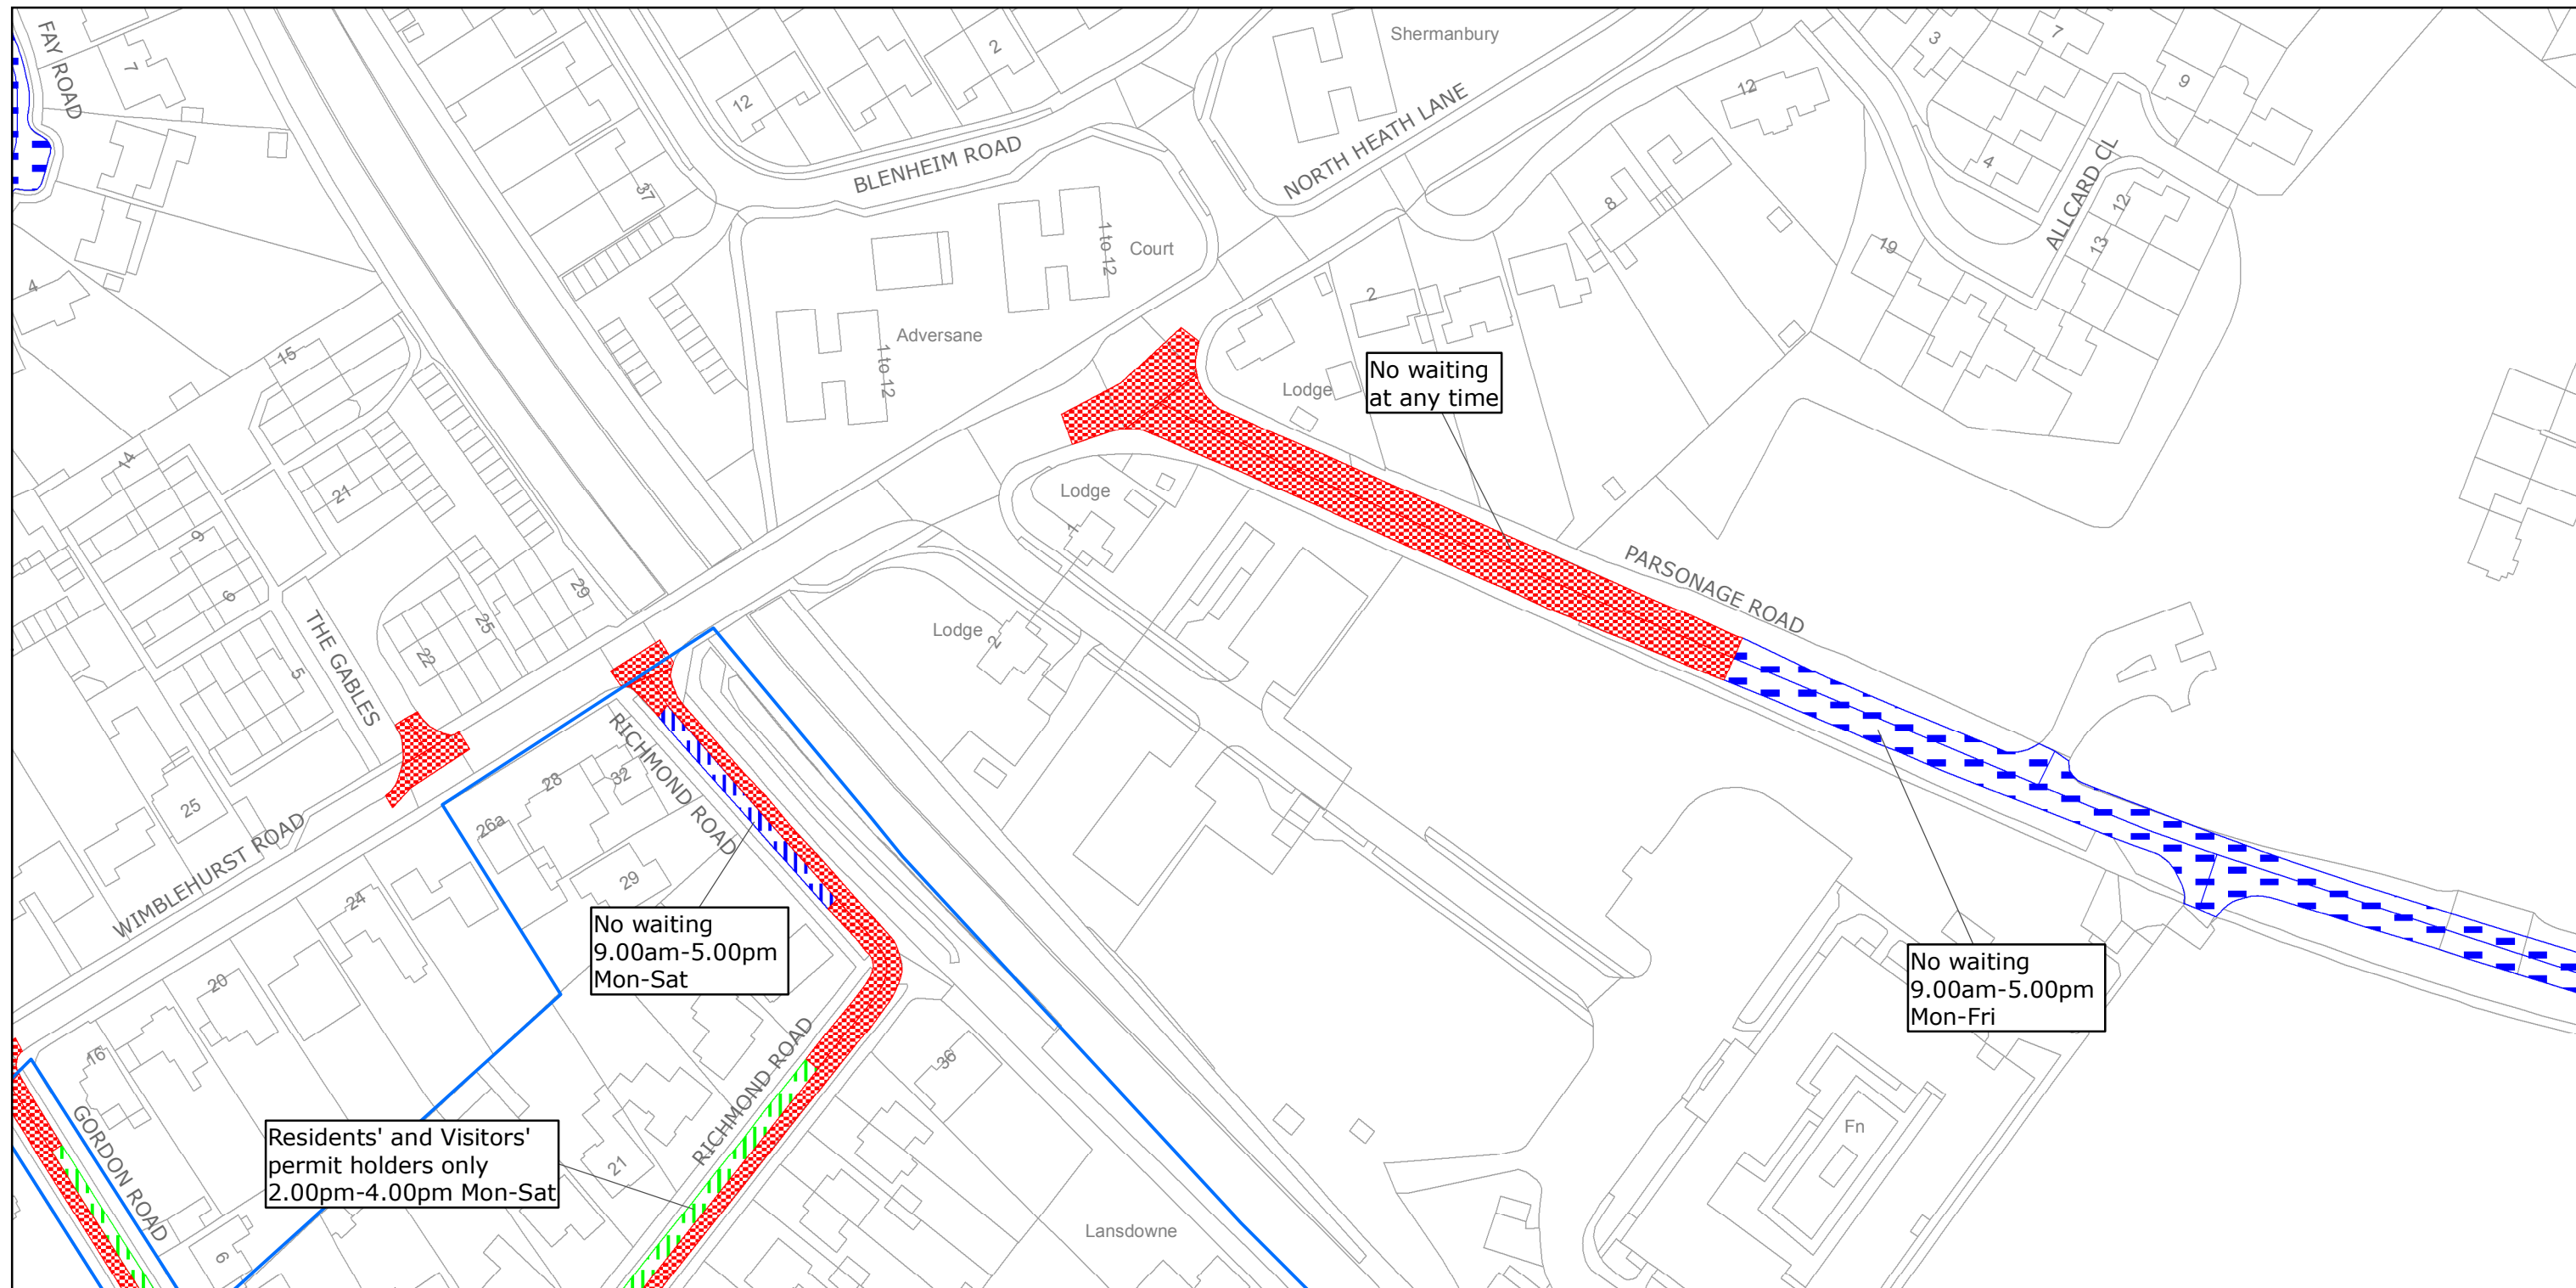 FAY ROAD
7
2
Shermanbury
3
7
9
12
12
NORTH HEATH LANE
BLENHEIM ROAD
37
4
ALLCARD CL
8
12
1 to 12
Court
19
13
4
2
Adversane
15
1 to 12
Lodge
No waiting
at any time
14
21
Lodge
9
1
PARSONAGE ROAD
6
29
THE GABLES
25
Lodge
2
22
5
RICHMOND ROAD
28
32
25
26a
WIMBLEHURST ROAD
29
24
No waiting
9.00am-5.00pm
Mon-Sat
No waiting
9.00am-5.00pm
Mon-Fri
20
16
36
RICHMOND ROAD
GORDON ROAD
Residents' and Visitors'
permit holders only
2.00pm-4.00pm Mon-Sat
21
Fn
6
Lansdowne